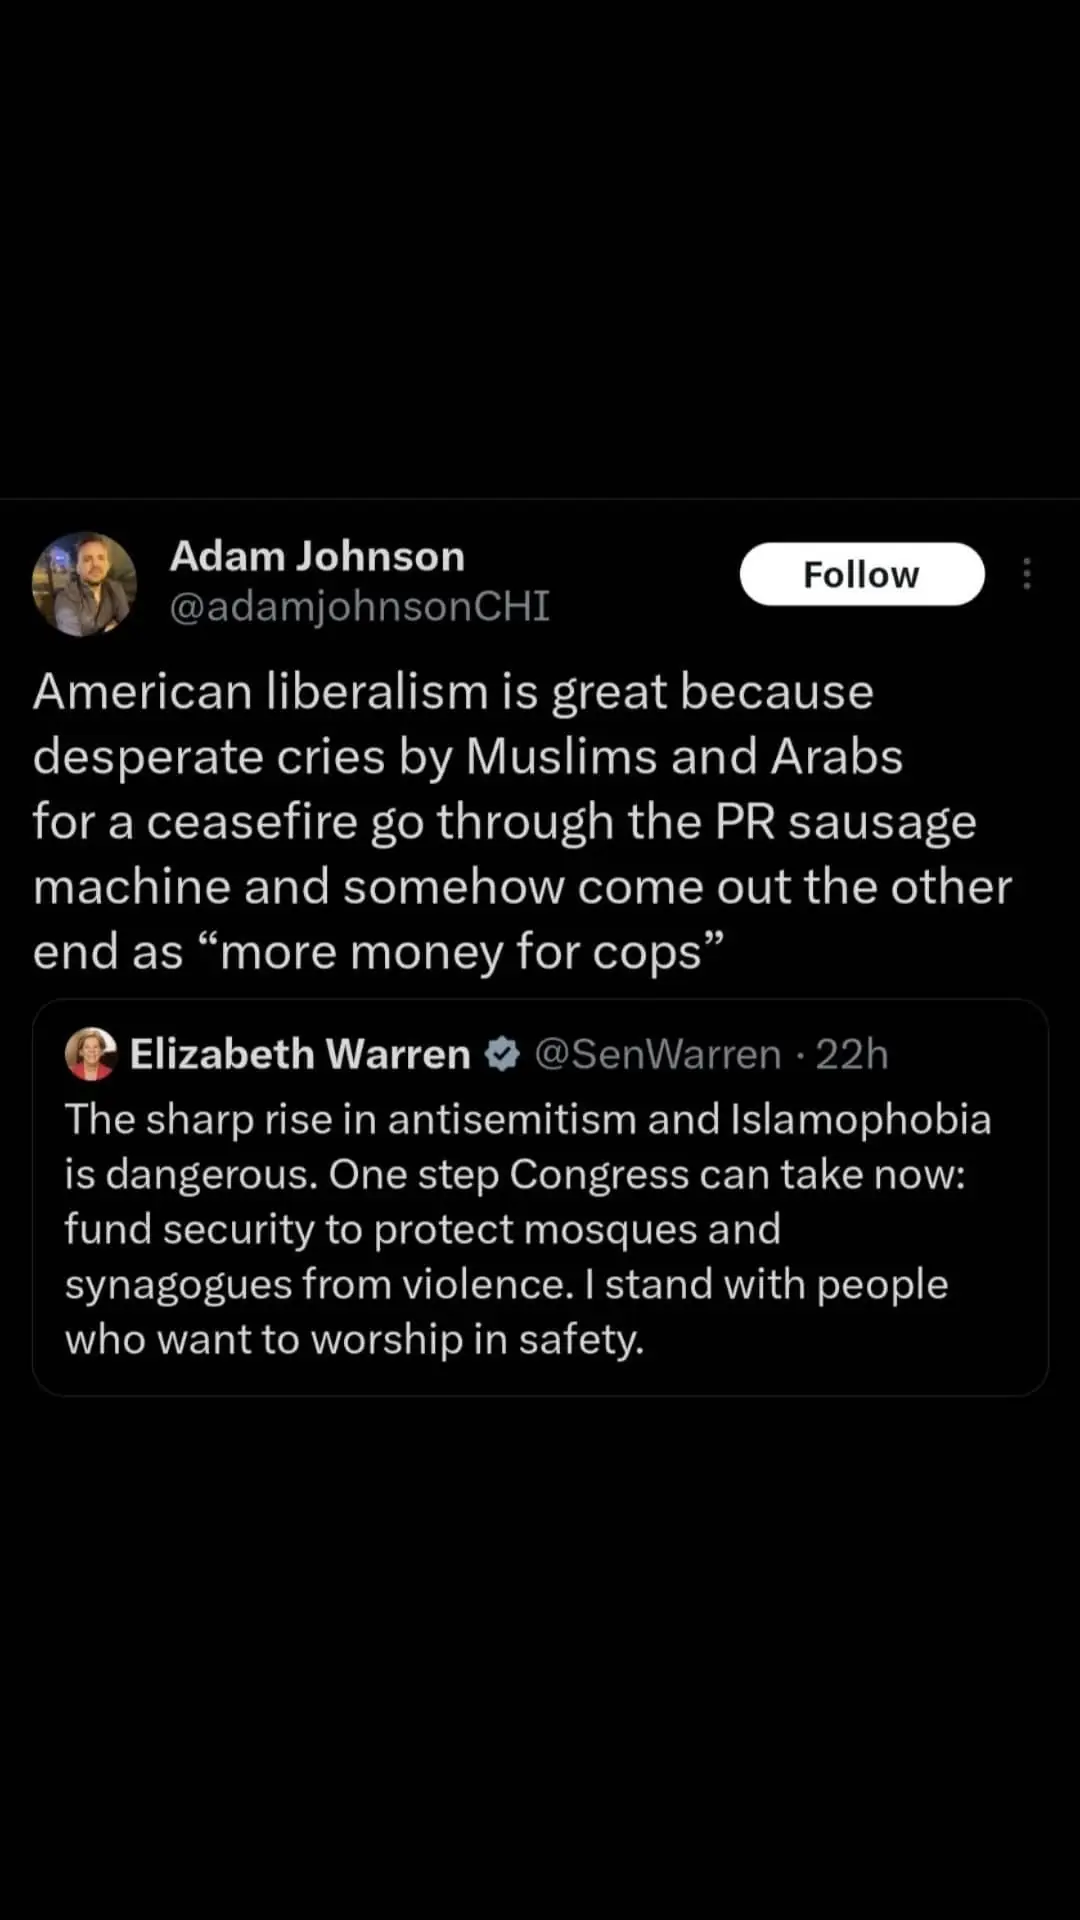 Adam Johnson
Follow
@adamjohnsonCHI
American liberalism is great because
desperate cries by Muslims and Arabs
for a ceasefire go through the PR sausage
machine and somehow come out the other
end as “more money for cops”
Elizabeth Warren @SenWarren · 22h
The sharp rise in antisemitism and Islamophobia
is dangerous. One step Congress can take now:
fund security to protect mosques and
synagogues from violence. I stand with people
who want to worship in safety.